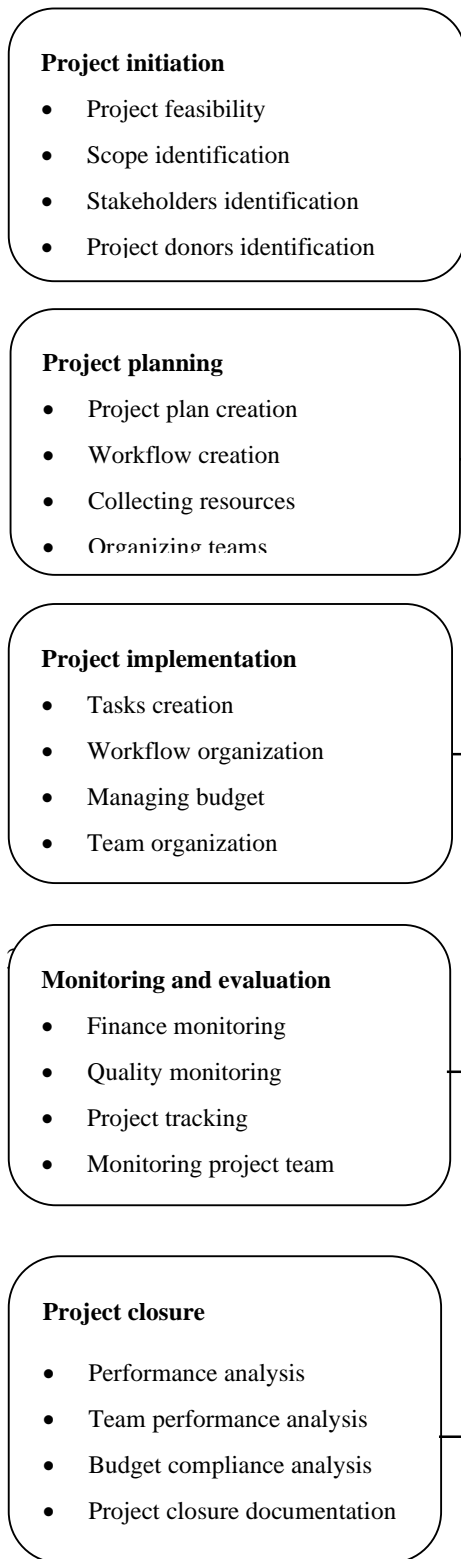 Project initiation
• Project feasibility
• Scope identification
• Stakeholders identification
• Project donors identification
Project planning
• Project plan creation
• Workflow creation
• Collecting resources
• Organizing teams
Project implementation
• Tasks creation
• Workflow organization
• Managing budget
• Team organization
Monitoring and evaluation
• Finance monitoring
• Quality monitoring
• Project tracking
• Monitoring project team
Project closure
• Performance analysis
• Team performance analysis
• Budget compliance analysis
• Project closure documentation